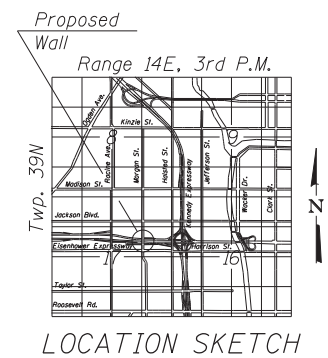 Proposed
Wall
Range 14E, 3rd P.M.
Twp. 39N
Ogden Ave.
Kinzie St.
8
9
Racine Ave.
Morgan St.
Halsted St.
Kennedy Expressway
Jefferson St.
Wacker Dr.
Clark St.
Madison St.
Jackson Blvd.
Eisenhower Expressway
Harrison St.
17
16
Taylor St.
Roosevelt Rd.
N
LOCATION SKETCH